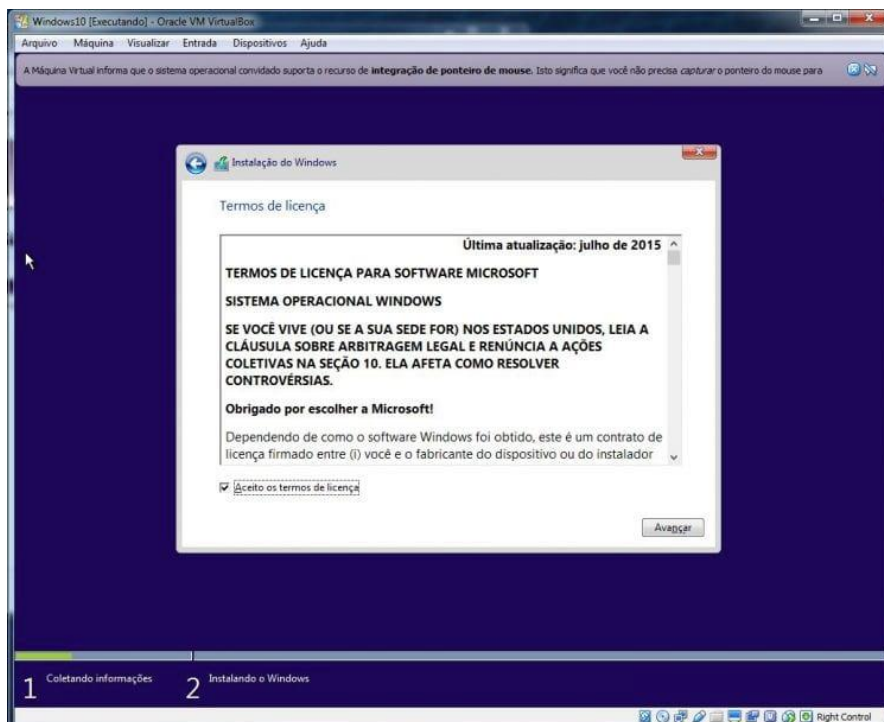 Windows10 [Executando] - Oracle VM VirtualBox
Arquivo Máquina Visualizar Entrada Dispositivos Ajuda
A Máquina Virtual informa que o sistema operacional convidado suporta o recurso de integração de ponteiro de mouse. Isto significa que você não precisa capturar o ponteiro do mouse para
Instalação do Windows
Termos de licença
Última atualização: julho de 2015
TERMOS DE LICENÇA PARA SOFTWARE MICROSOFT
SISTEMA OPERACIONAL WINDOWS
SE VOCÊ VIVE (OU SE A SUA SEDE FOR) NOS ESTADOS UNIDOS, LEIA A
CLÁUSULA SOBRE ARBITRAGEM LEGAL E RENÚNCIA A AÇÕES
COLETIVAS NA SEÇÃO 10. ELA AFETA COMO RESOLVER
CONTROVÉRSIAS.
Obrigado por escolher a Microsoft!
Dependendo de como o software Windows foi obtido, este é um contrato de
licença firmado entre (i) você e o fabricante do dispositivo ou do instalador
Aceito os termos de licença
Avançar
1 Coletando informações 2 Instalando o Windows
Right Control